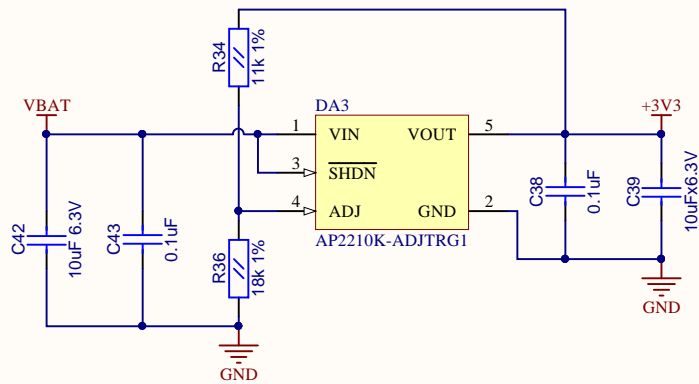 R34
11k 1%
VBAT
DA3
+3V3
1
VIN
VOUT
5
3
SHDN
4
ADJ
GND
2
AP2210K-ADJTRG1
C42
10uF 6.3V
C43
0.1uF
R36
18k 1%
C38
0.1uF
C39
10uFx6.3V
GND
GND